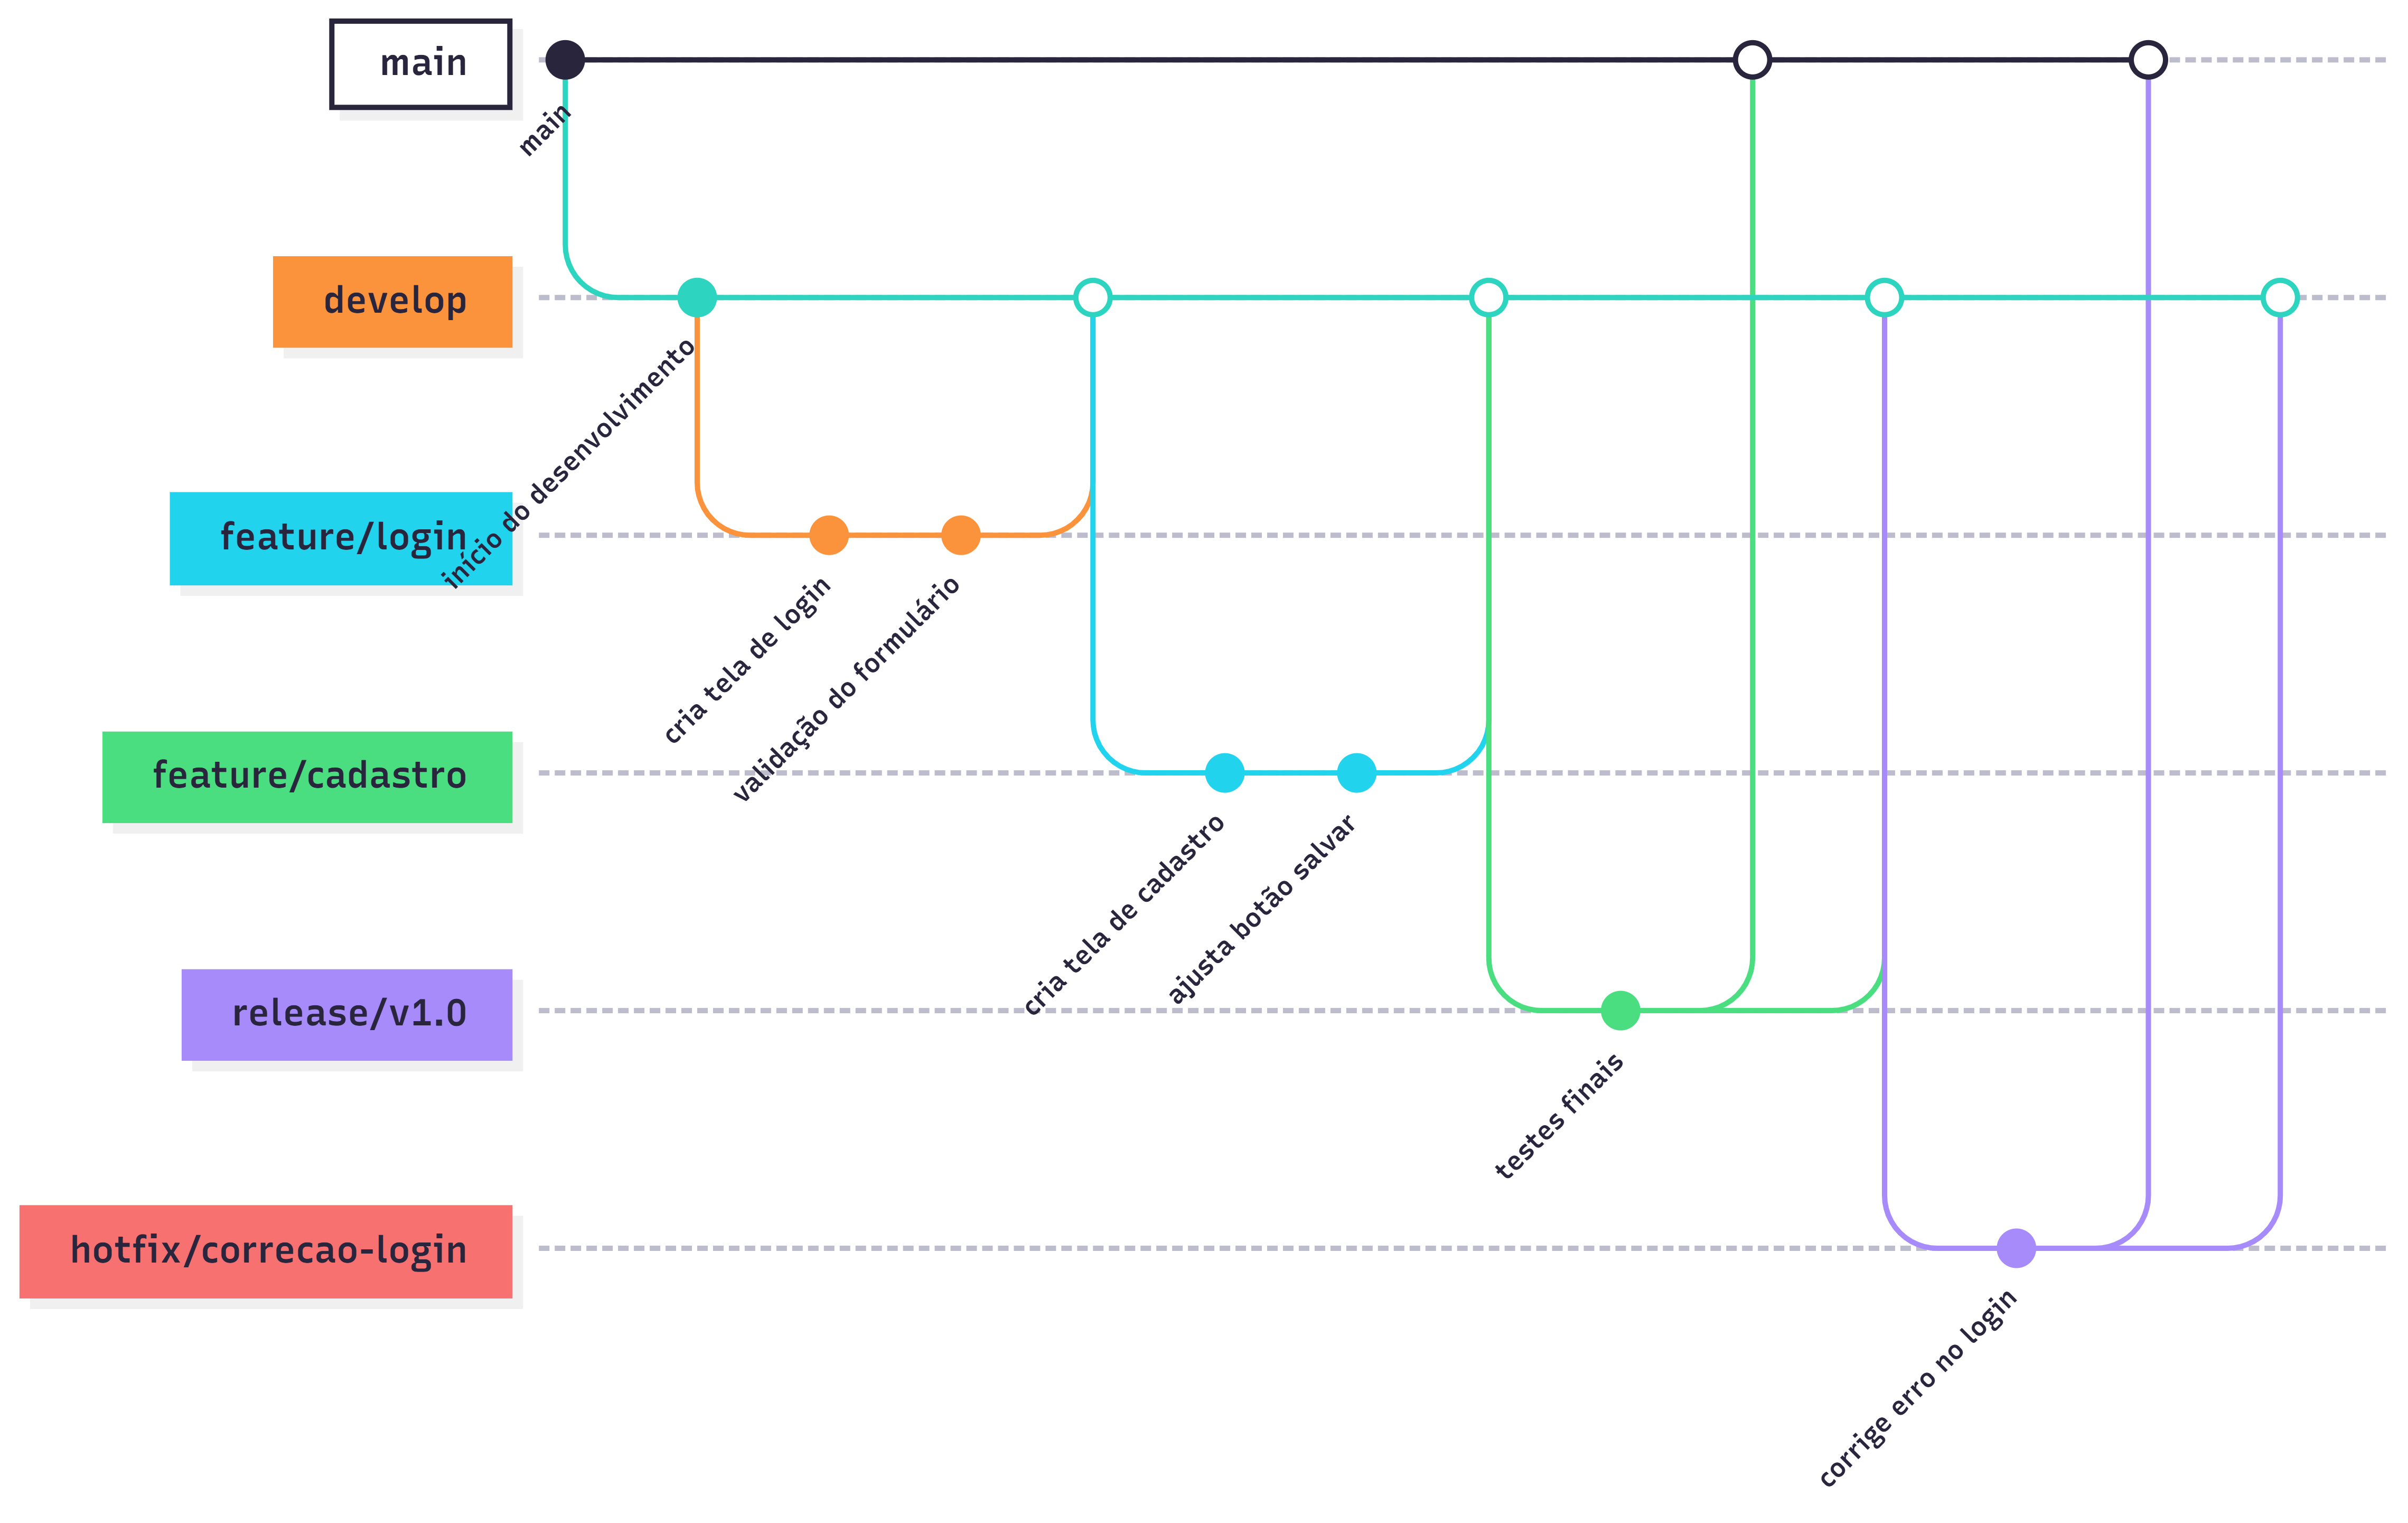 main
main
develop
início do desenvolvimento
feature/login
cria tela de login
validação do formulário
feature/cadastro
cria tela de cadastro
ajusta botão salvar
release/v1.0
testes finais
hotfix/correcao-login
corrige erro no login